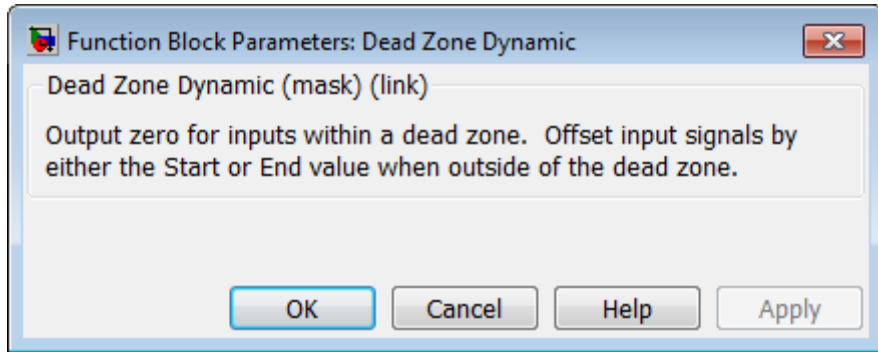 Function Block Parameters: Dead Zone Dynamic
Dead Zone Dynamic (mask) (link)
Output zero for inputs within a dead zone.  Offset input signals by
either the Start or End value when outside of the dead zone.
OK
Cancel
Help
Apply